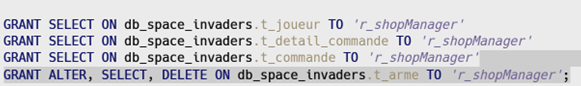 GRANT SELECT ON db_space_invaders.t_joueur TO 'r_shopManager'
GRANT SELECT ON db_space_invaders.t_detail_commande TO 'r_shopManager'
GRANT SELECT ON db_space_invaders.t_commande TO 'r_shopManager'
GRANT ALTER, SELECT, DELETE ON db_space_invaders.t_arme TO 'r_shopManager';